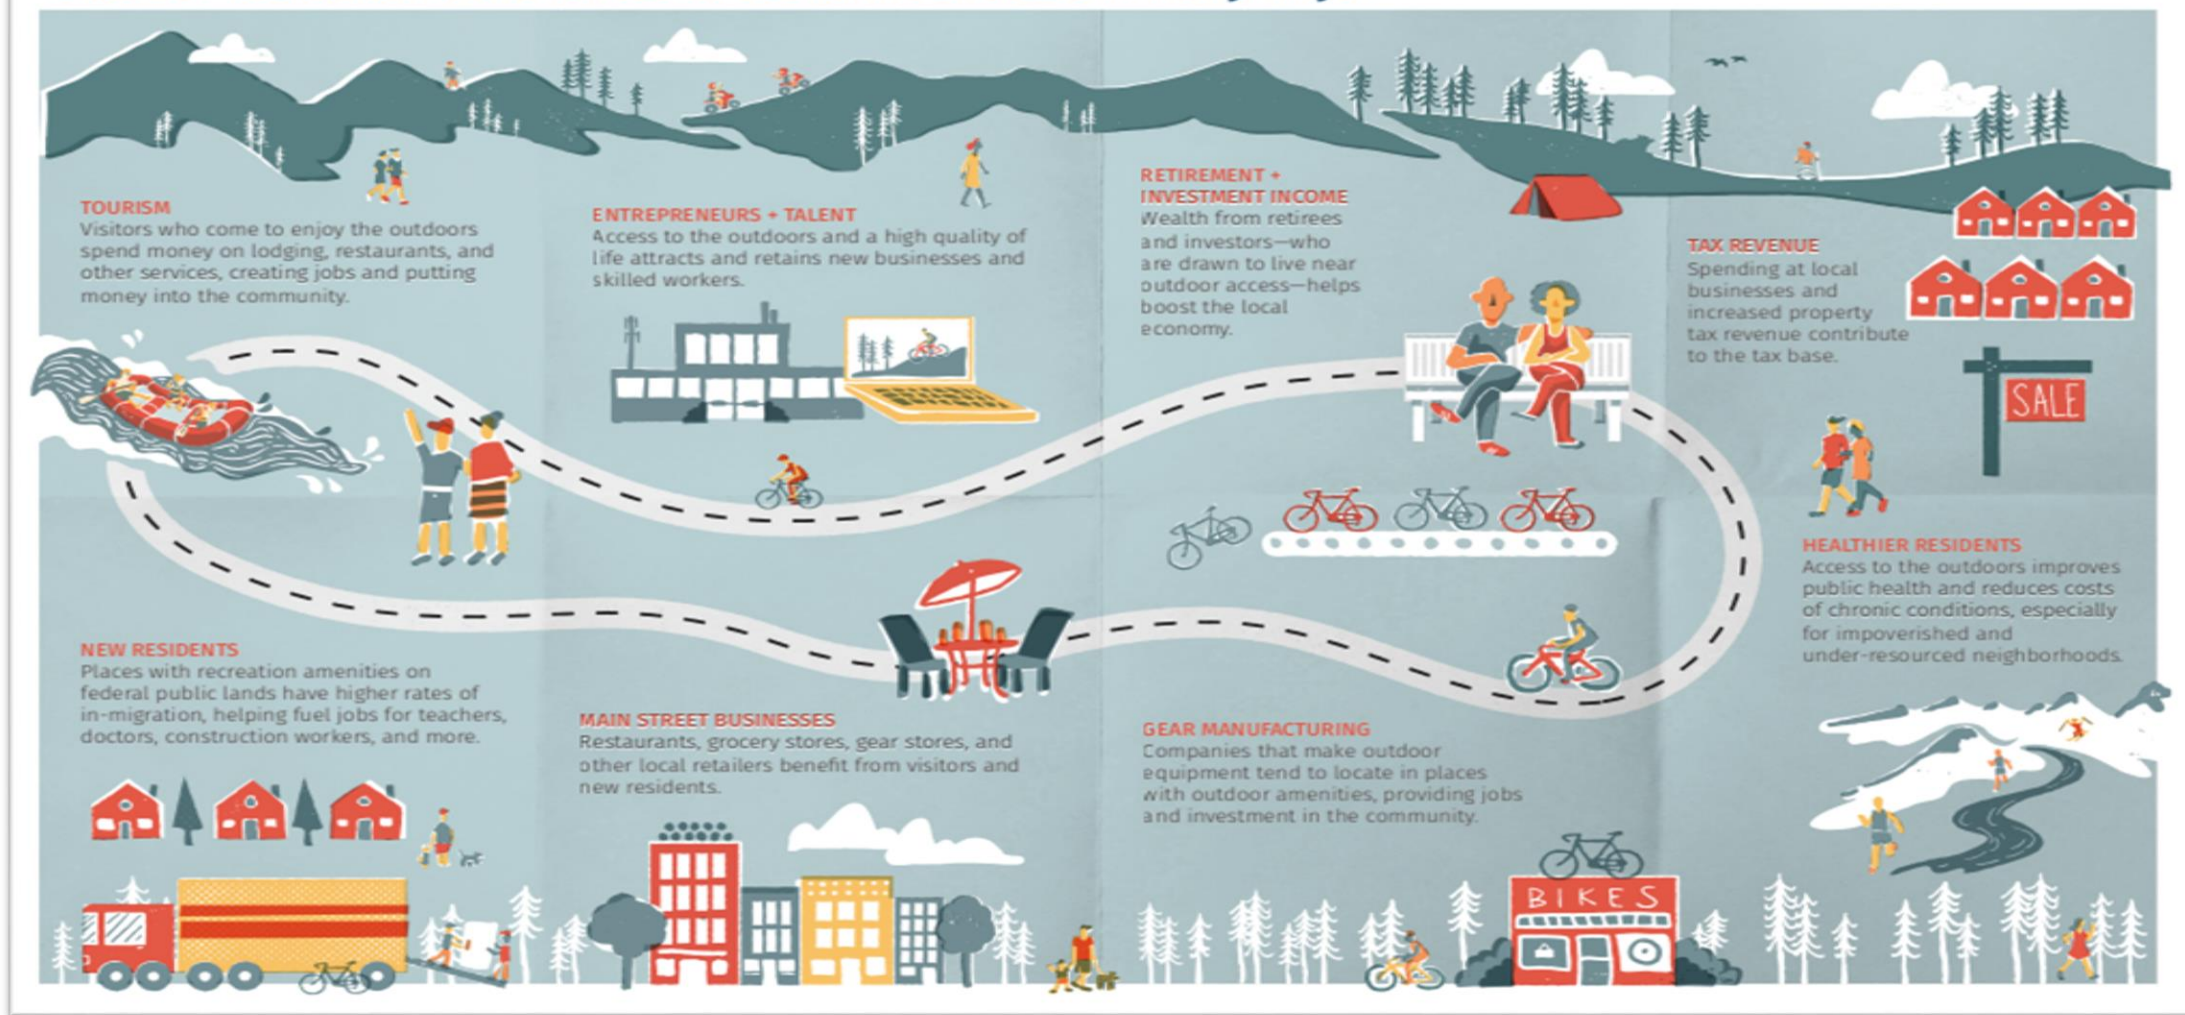 TOURISM
Visitors who come to enjoy the outdoors
spend money on lodging, restaurants, and
other services, creating jobs and putting
money into the community.
ENTREPRENEURS + TALENT
Access to the outdoors and a high quality of
life attracts and retains new businesses and
skilled workers.
RETIREMENT +
INVESTMENT INCOME
Wealth from retirees
and investors—who
are drawn to live near
outdoor access—helps
boost the local
economy.
TAX REVENUE
Spending at local
businesses and
increased property
tax revenue contribute
to the tax base.
SALE
HEALTHIER RESIDENTS
Access to the outdoors improves
public health and reduces costs
of chronic conditions, especially
for impoverished and
under-resourced neighborhoods.
NEW RESIDENTS
Places with recreation amenities on
federal public lands have higher rates of
in-migration, helping fuel jobs for teachers,
doctors, construction workers, and more.
MAIN STREET BUSINESSES
Restaurants, grocery stores, gear stores, and
other local retailers benefit from visitors and
new residents.
GEAR MANUFACTURING
Companies that make outdoor
equipment tend to locate in places
with outdoor amenities, providing jobs
and investment in the community.
BIKES